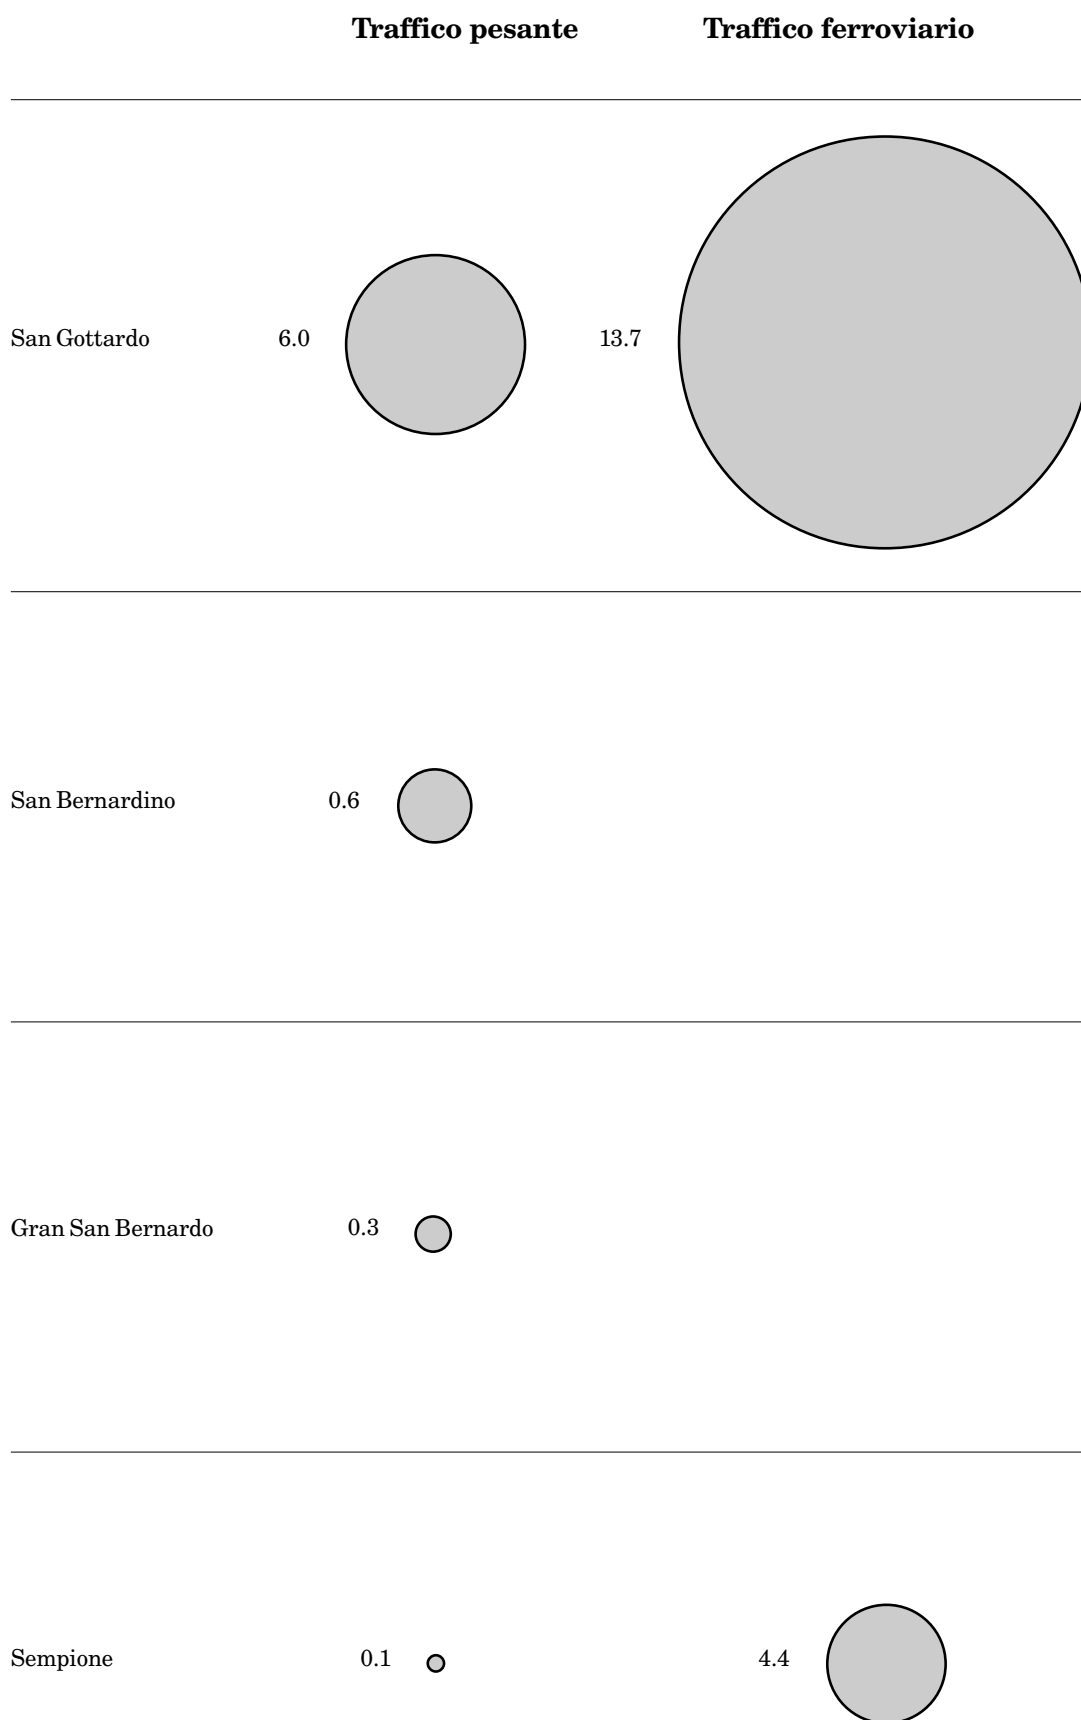 Traffico pesante Traffico ferroviario
San Gottardo 6.0 13.7
San Bernardino 0.6
Gran San Bernardo 0.3
Sempione 0.1 4.4